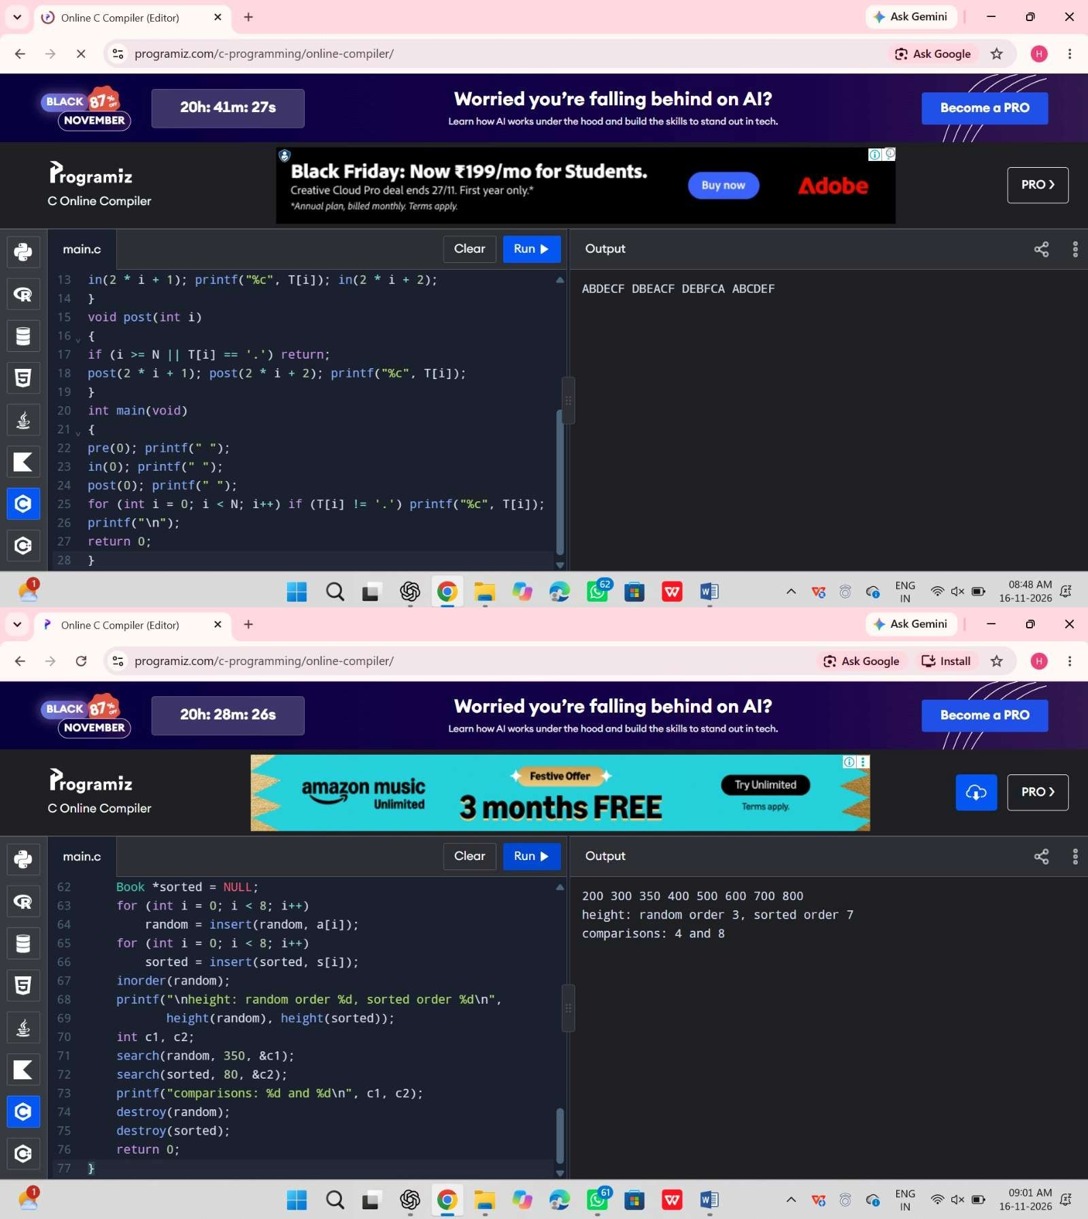 Online C Compiler (Editor)
Ask Gemini
programiz.com/c-programming/online-compiler/
Ask Google
H
BLACK 87% OFF
NOVEMBER
20h: 41m: 27s
Worried you're falling behind on AI?
Learn how AI works under the hood and build the skills to stand out in tech.
Become a PRO
Programiz
C Online Compiler
Black Friday: Now ₹199/mo for Students.
Creative Cloud Pro deal ends 27/11. First year only.*
*Annual plan, billed monthly. Terms apply.
Buy now
Adobe
PRO
main.c
Clear
Run
Output
13 in(2 * i + 1); printf("%c", T[i]); in(2 * i + 2);
14 }
15 void post(int i)
16 {
17 if (i >= N || T[i] == '.') return;
18 post(2 * i + 1); post(2 * i + 2); printf("%c", T[i]);
19 }
20 int main(void)
21 {
22 pre(0); printf(" ");
23 in(0); printf(" ");
24 post(0); printf(" ");
25 for (int i = 0; i < N; i++) if (T[i] != '.') printf("%c", T[i]);
26 printf("\n");
27 return 0;
28 }
ABDECF DBEACF DEBFCA ABCDEF
1
62
W
ENG
IN
08:48 AM
16-11-2026
Online C Compiler (Editor)
Ask Gemini
programiz.com/c-programming/online-compiler/
Ask Google
Install
H
BLACK 87% OFF
NOVEMBER
20h: 28m: 26s
Worried you're falling behind on AI?
Learn how AI works under the hood and build the skills to stand out in tech.
Become a PRO
Programiz
C Online Compiler
amazon music
Unlimited
Festive Offer
3 months FREE
Try Unlimited
Terms apply.
PRO
main.c
Clear
Run
Output
62 Book *sorted = NULL;
63 for (int i = 0; i < 8; i++)
64 random = insert(random, a[i]);
65 for (int i = 0; i < 8; i++)
66 sorted = insert(sorted, s[i]);
67 inorder(random);
68 printf("\nheight: random order %d, sorted order %d\n",
69 height(random), height(sorted));
70 int c1, c2;
71 search(random, 350, &c1);
72 search(sorted, 80, &c2);
73 printf("comparisons: %d and %d\n", c1, c2);
74 destroy(random);
75 destroy(sorted);
76 return 0;
77 }
200 300 350 400 500 600 700 800
height: random order 3, sorted order 7
comparisons: 4 and 8
1
61
W
ENG
IN
09:01 AM
16-11-2026